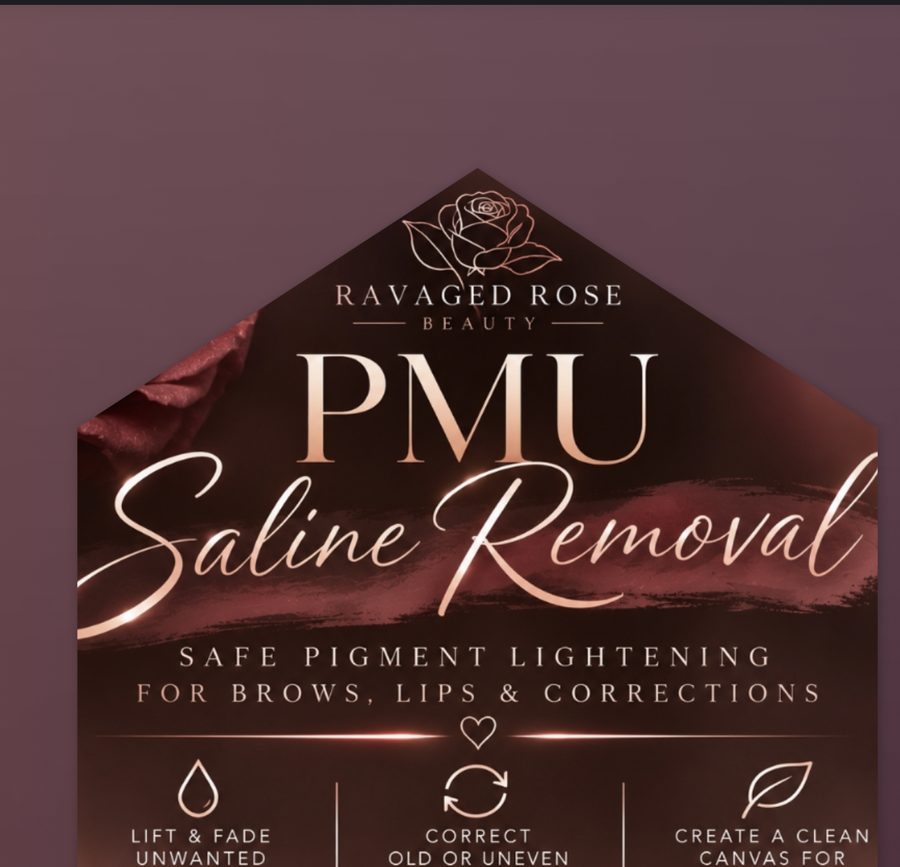 RAVAGED ROSE
BEAUTY
PMU
Saline Removal
SAFE PIGMENT LIGHTENING
FOR BROWS, LIPS & CORRECTIONS
LIFT & FADE
UNWANTED
CORRECT
OLD OR UNEVEN
CREATE A CLEAN
CANVAS FOR